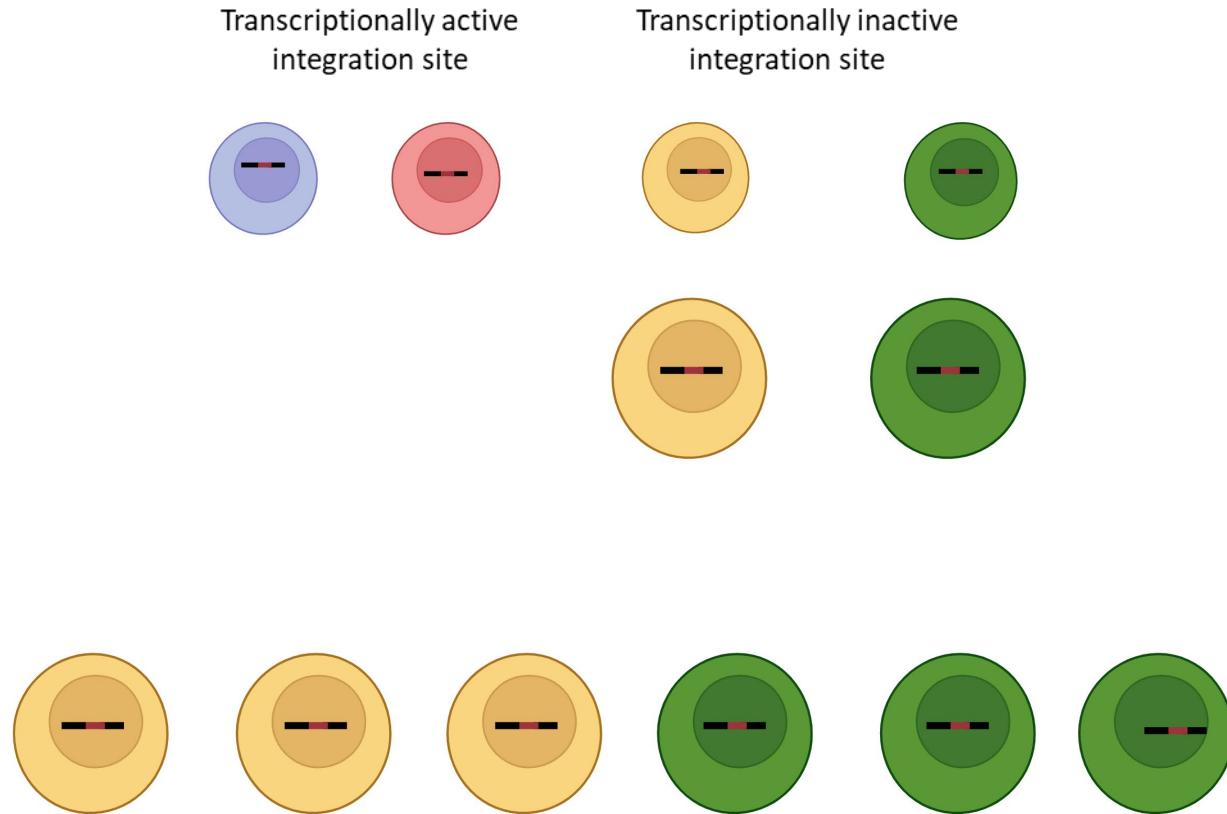 Transcriptionally active
integration site
Transcriptionally inactive
integration site